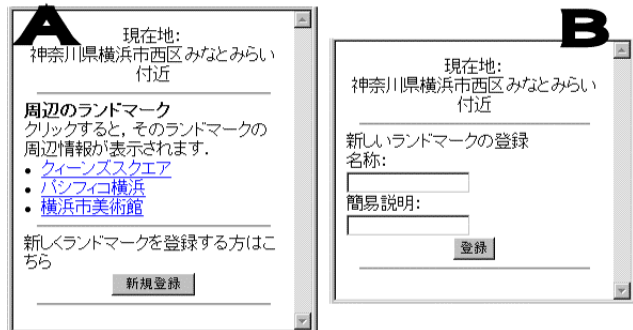 A
現在地:
神奈川県横浜市西区みなとみらい
付近
周辺のランドマーク
クリックすると，そのランドマークの
周辺情報が表示されます．
• クィーンズスクエア
• パシフィコ横浜
• 横浜市美術館
新しくランドマークを登録する方はこ
ちら
新規登録
B
現在地:
神奈川県横浜市西区みなとみらい
付近
新しいランドマークの登録
名称:
簡易説明:
登録